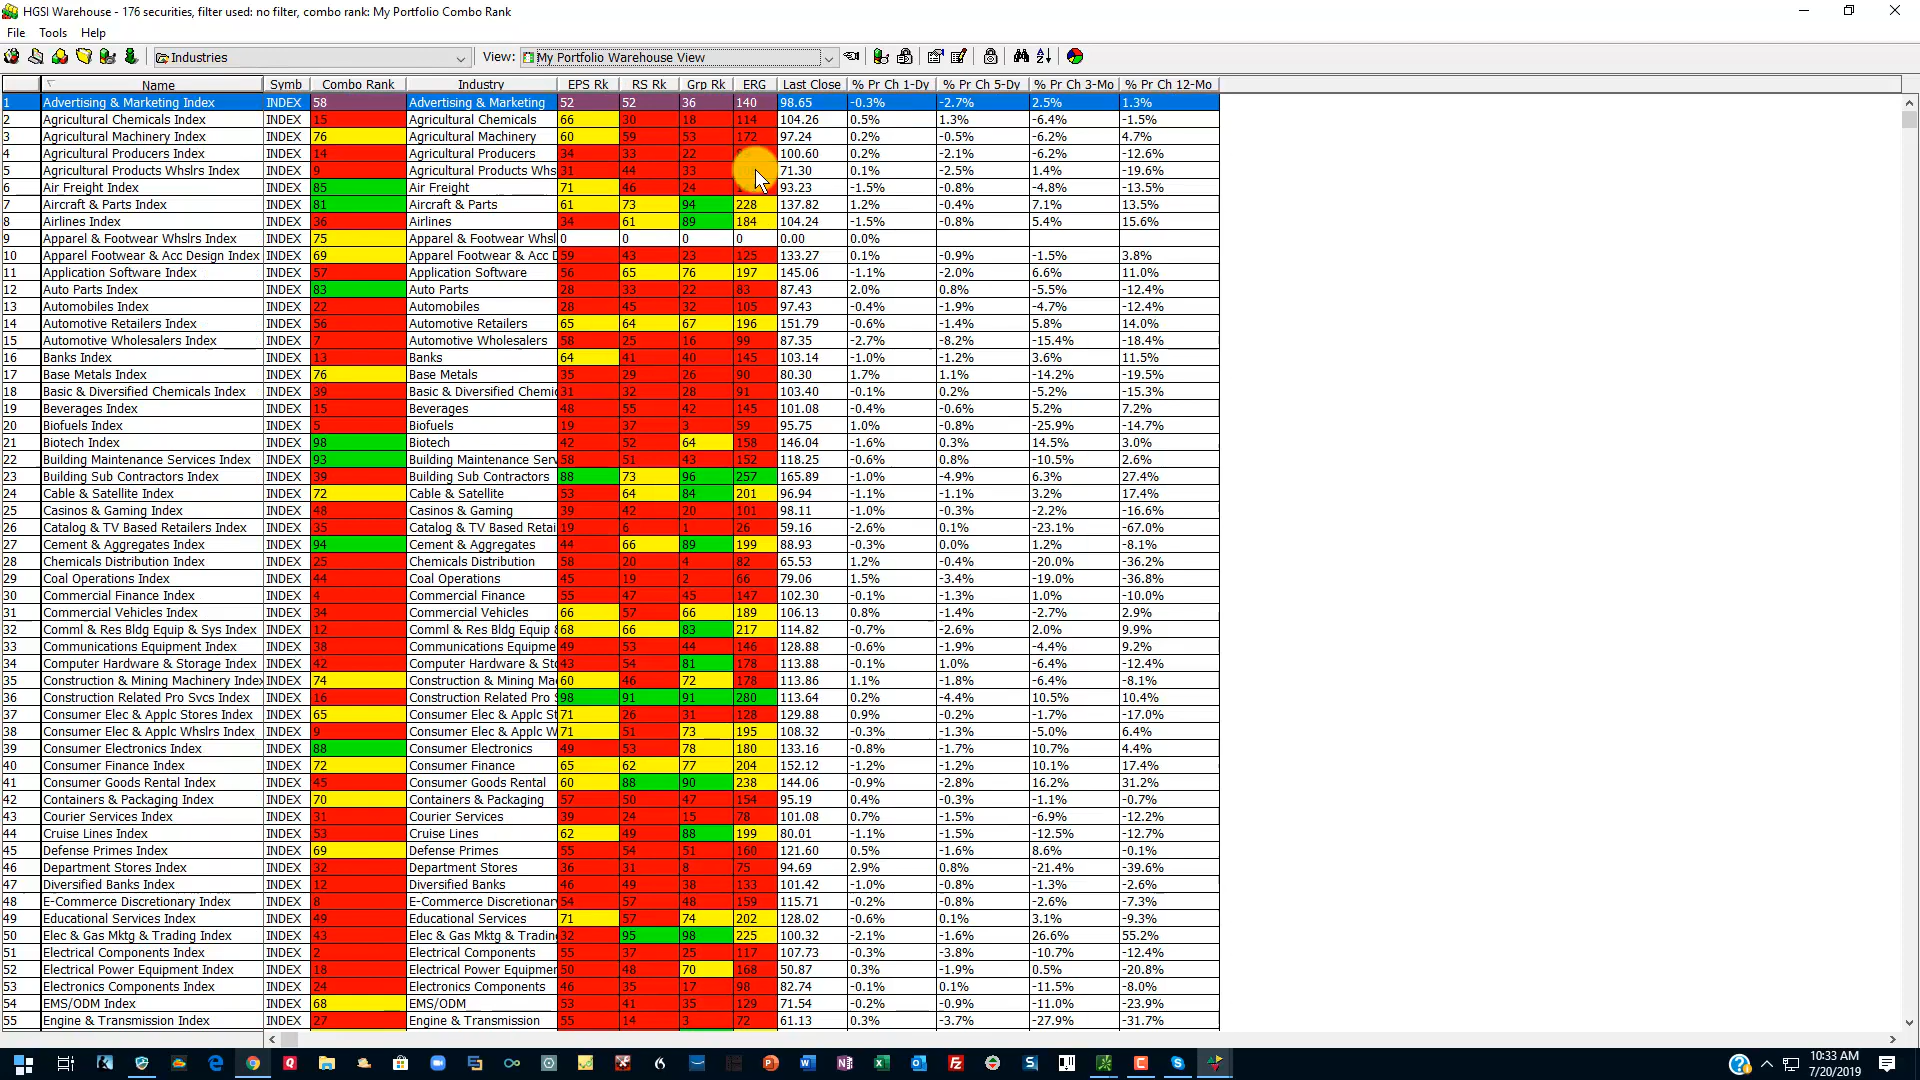 HGSI Warehouse - 176 securities, filter used: no filter, combo rank: My Portfolio Combo Rank
File Tools Help
Industries View: My Portfolio Warehouse View
Name Symb Combo Rank Industry EPS Rk RS Rk Grp Rk ERG Last Close % Pr Ch 1-Dy % Pr Ch 5-Dy % Pr Ch 3-Mo % Pr Ch 12-Mo
1 Advertising & Marketing Index INDEX 58 Advertising & Marketing 52 52 36 140 98.65 -0.3% -2.7% 2.5% 1.3%
2 Agricultural Chemicals Index INDEX 15 Agricultural Chemicals 66 30 18 114 104.26 0.5% 1.3% -6.4% -1.5%
3 Agricultural Machinery Index INDEX 76 Agricultural Machinery 60 59 53 172 97.24 0.2% -0.5% -6.2% 4.7%
4 Agricultural Producers Index INDEX 14 Agricultural Producers 34 33 22 100.60 0.2% -2.1% -6.2% -12.6%
5 Agricultural Products Whslrs Index INDEX 9 Agricultural Products Whs 31 44 33 71.30 0.1% -2.5% 1.4% -19.6%
6 Air Freight Index INDEX 85 Air Freight 71 46 24 93.23 -1.5% -0.8% -4.8% -13.5%
7 Aircraft & Parts Index INDEX 81 Aircraft & Parts 61 73 94 228 137.82 1.2% -0.4% 7.1% 13.5%
8 Airlines Index INDEX 36 Airlines 34 61 89 184 104.24 -1.5% -0.8% 5.4% 15.6%
9 Apparel & Footwear Whslrs Index INDEX 75 Apparel & Footwear Whsl 0 0 0 0 0.00 0.0%
10 Apparel Footwear & Acc Design Index INDEX 69 Apparel Footwear & Acc D 59 43 23 125 133.27 0.1% -0.9% -1.5% 3.8%
11 Application Software Index INDEX 57 Application Software 56 65 76 197 145.06 -1.1% -2.0% 6.6% 11.0%
12 Auto Parts Index INDEX 83 Auto Parts 28 33 22 83 87.43 2.0% 0.8% -5.5% -12.4%
13 Automobiles Index INDEX 22 Automobiles 28 45 32 105 97.43 -0.4% -1.9% -4.7% -12.4%
14 Automotive Retailers Index INDEX 56 Automotive Retailers 65 64 67 196 151.79 -0.6% -1.4% 5.8% 14.0%
15 Automotive Wholesalers Index INDEX 7 Automotive Wholesalers 58 25 16 99 87.35 -2.7% -8.2% -15.4% -18.4%
16 Banks Index INDEX 13 Banks 64 41 40 145 103.14 -1.0% -1.2% 3.6% 11.5%
17 Base Metals Index INDEX 76 Base Metals 35 29 26 90 80.30 1.7% 1.1% -14.2% -19.5%
18 Basic & Diversified Chemicals Index INDEX 39 Basic & Diversified Chemic 31 32 28 91 103.40 -0.1% 0.2% -5.2% -15.3%
19 Beverages Index INDEX 15 Beverages 48 55 42 145 101.08 -0.4% -0.6% 5.2% 7.2%
20 Biofuels Index INDEX 5 Biofuels 19 37 3 59 95.75 1.0% -0.8% -25.9% -14.7%
21 Biotech Index INDEX 98 Biotech 42 52 64 158 146.04 -1.6% 0.3% 14.5% 3.0%
22 Building Maintenance Services Index INDEX 93 Building Maintenance Serv 58 51 43 152 118.25 -0.6% 0.8% -10.5% 2.6%
23 Building Sub Contractors Index INDEX 39 Building Sub Contractors 88 73 96 257 165.89 -1.0% -4.9% 6.3% 27.4%
24 Cable & Satellite Index INDEX 72 Cable & Satellite 53 64 84 201 96.94 -1.1% -1.1% 3.2% 17.4%
25 Casinos & Gaming Index INDEX 48 Casinos & Gaming 39 42 20 101 98.11 -1.0% -0.3% -2.2% -16.6%
26 Catalog & TV Based Retailers Index INDEX 35 Catalog & TV Based Retai 19 6 1 26 59.16 -2.6% 0.1% -23.1% -67.0%
27 Cement & Aggregates Index INDEX 94 Cement & Aggregates 44 66 89 199 88.93 -0.3% 0.0% 1.2% -8.1%
28 Chemicals Distribution Index INDEX 25 Chemicals Distribution 58 20 4 82 65.53 1.2% -0.4% -20.0% -36.2%
29 Coal Operations Index INDEX 44 Coal Operations 45 19 2 66 79.06 1.5% -3.4% -19.0% -36.8%
30 Commercial Finance Index INDEX 4 Commercial Finance 55 47 45 147 102.30 -0.1% -1.3% 1.0% -10.0%
31 Commercial Vehicles Index INDEX 34 Commercial Vehicles 66 57 66 189 106.13 0.8% -1.4% -2.7% 2.9%
32 Comml & Res Bldg Equip & Sys Index INDEX 12 Comml & Res Bldg Equip & 68 66 83 217 114.82 -0.7% -2.6% 2.0% 9.9%
33 Communications Equipment Index INDEX 38 Communications Equipme 49 53 44 146 128.88 -0.6% -1.9% -4.4% 9.2%
34 Computer Hardware & Storage Index INDEX 42 Computer Hardware & Sto 43 54 81 178 113.88 -0.1% 1.0% -6.4% -12.4%
35 Construction & Mining Machinery Index INDEX 74 Construction & Mining Ma 60 46 72 178 113.86 1.1% -1.8% -6.4% -8.1%
36 Construction Related Pro Svcs Index INDEX 16 Construction Related Pro S 98 91 91 280 113.64 0.2% -4.4% 10.5% 10.4%
37 Consumer Elec & Applc Stores Index INDEX 65 Consumer Elec & Applc St 71 26 31 128 129.88 0.9% -0.2% -1.7% -17.0%
38 Consumer Elec & Applc Whslrs Index INDEX 9 Consumer Elec & Applc W 71 51 73 195 108.32 -0.3% -1.3% -5.0% 6.4%
39 Consumer Electronics Index INDEX 88 Consumer Electronics 49 53 78 180 133.16 -0.8% -1.7% 10.7% 4.4%
40 Consumer Finance Index INDEX 72 Consumer Finance 65 62 77 204 152.12 -1.2% -1.2% 10.1% 17.4%
41 Consumer Goods Rental Index INDEX 45 Consumer Goods Rental 60 88 90 238 144.06 -0.9% -2.8% 16.2% 31.2%
42 Containers & Packaging Index INDEX 70 Containers & Packaging 57 50 47 154 95.19 0.4% -0.3% -1.1% -0.7%
43 Courier Services Index INDEX 31 Courier Services 39 24 15 78 101.08 0.7% -1.5% -6.9% -12.2%
44 Cruise Lines Index INDEX 53 Cruise Lines 62 49 88 199 80.01 -1.1% -1.5% -12.5% -12.7%
45 Defense Primes Index INDEX 69 Defense Primes 55 54 51 160 121.60 0.5% -1.6% 8.6% -0.1%
46 Department Stores Index INDEX 32 Department Stores 36 31 8 75 94.69 2.9% 0.8% -21.4% -39.6%
47 Diversified Banks Index INDEX 12 Diversified Banks 46 49 38 133 101.42 -1.0% -0.8% -1.3% -2.6%
48 E-Commerce Discretionary Index INDEX 8 E-Commerce Discretionar 54 57 48 159 115.71 -0.2% -0.8% -2.6% -7.3%
49 Educational Services Index INDEX 49 Educational Services 71 57 74 202 128.02 -0.6% 0.1% 3.1% -9.3%
50 Elec & Gas Mktg & Trading Index INDEX 43 Elec & Gas Mktg & Tradin 32 95 98 225 100.32 -2.1% -1.6% 26.6% 55.2%
51 Electrical Components Index INDEX 2 Electrical Components 55 37 25 117 107.73 -0.3% -3.8% -10.7% -12.4%
52 Electrical Power Equipment Index INDEX 18 Electrical Power Equipmer 50 48 70 168 50.87 0.3% -1.9% 0.5% -20.8%
53 Electronics Components Index INDEX 24 Electronics Components 46 35 17 98 82.74 -0.1% 0.1% -11.5% -8.0%
54 EMS/ODM Index INDEX 68 EMS/ODM 53 41 35 129 71.54 -0.2% -0.9% -11.0% -23.9%
55 Engine & Transmission Index INDEX 27 Engine & Transmission 55 14 3 72 61.13 0.3% -3.7% -27.9% -31.7%
10:33 AM
7/20/2019